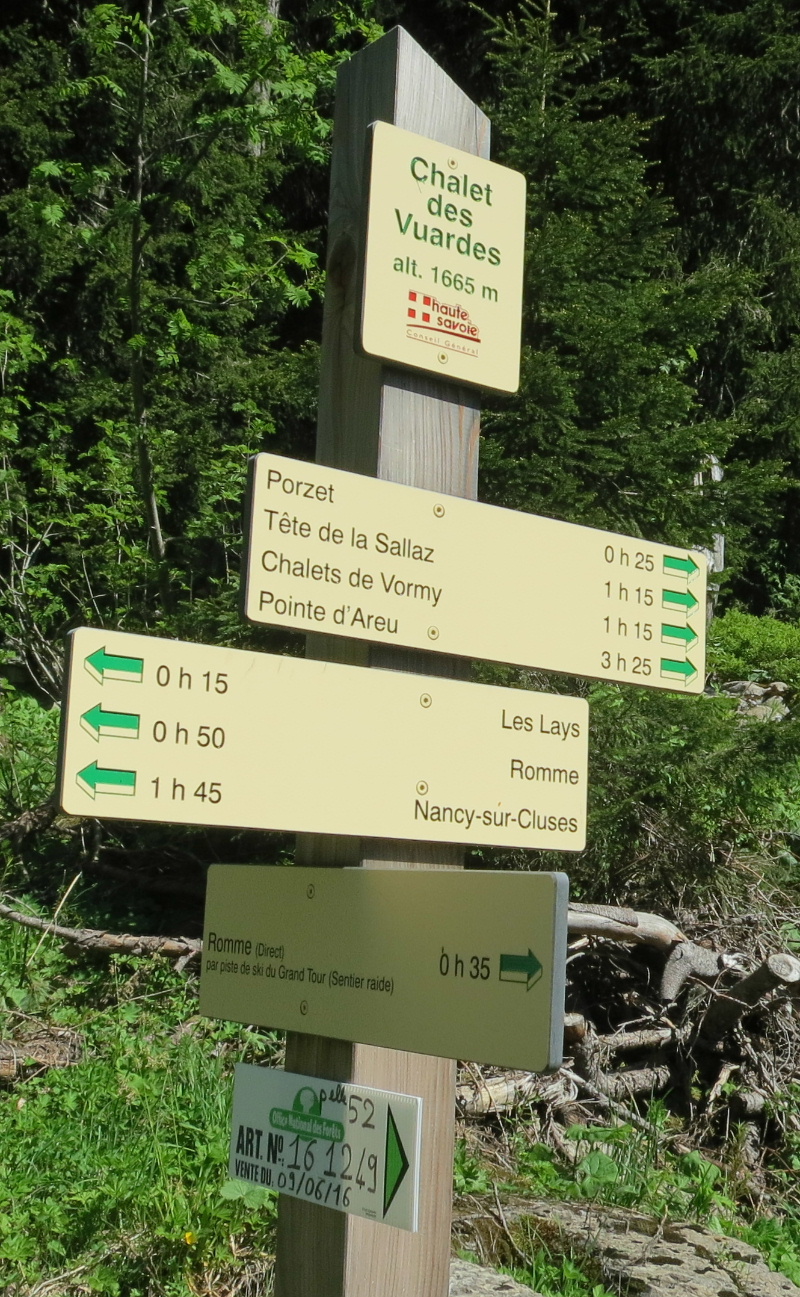 Chalet
des
Vuardes
alt. 1665 m
haute
savoie
Conseil Général
Porzet 0 h 25
Tête de la Sallaz 1 h 15
Chalets de Vormy 1 h 15
Pointe d'Areu 3 h 25
0 h 15 Les Lays
0 h 50 Romme
1 h 45 Nancy-sur-Cluses
Romme (Direct)
par piste de ski du Grand Tour (Sentier raide)
0 h 35
pelle 52
Office National des Forêts
ART. Nº 16 1249
VENTE DU 09/06/16